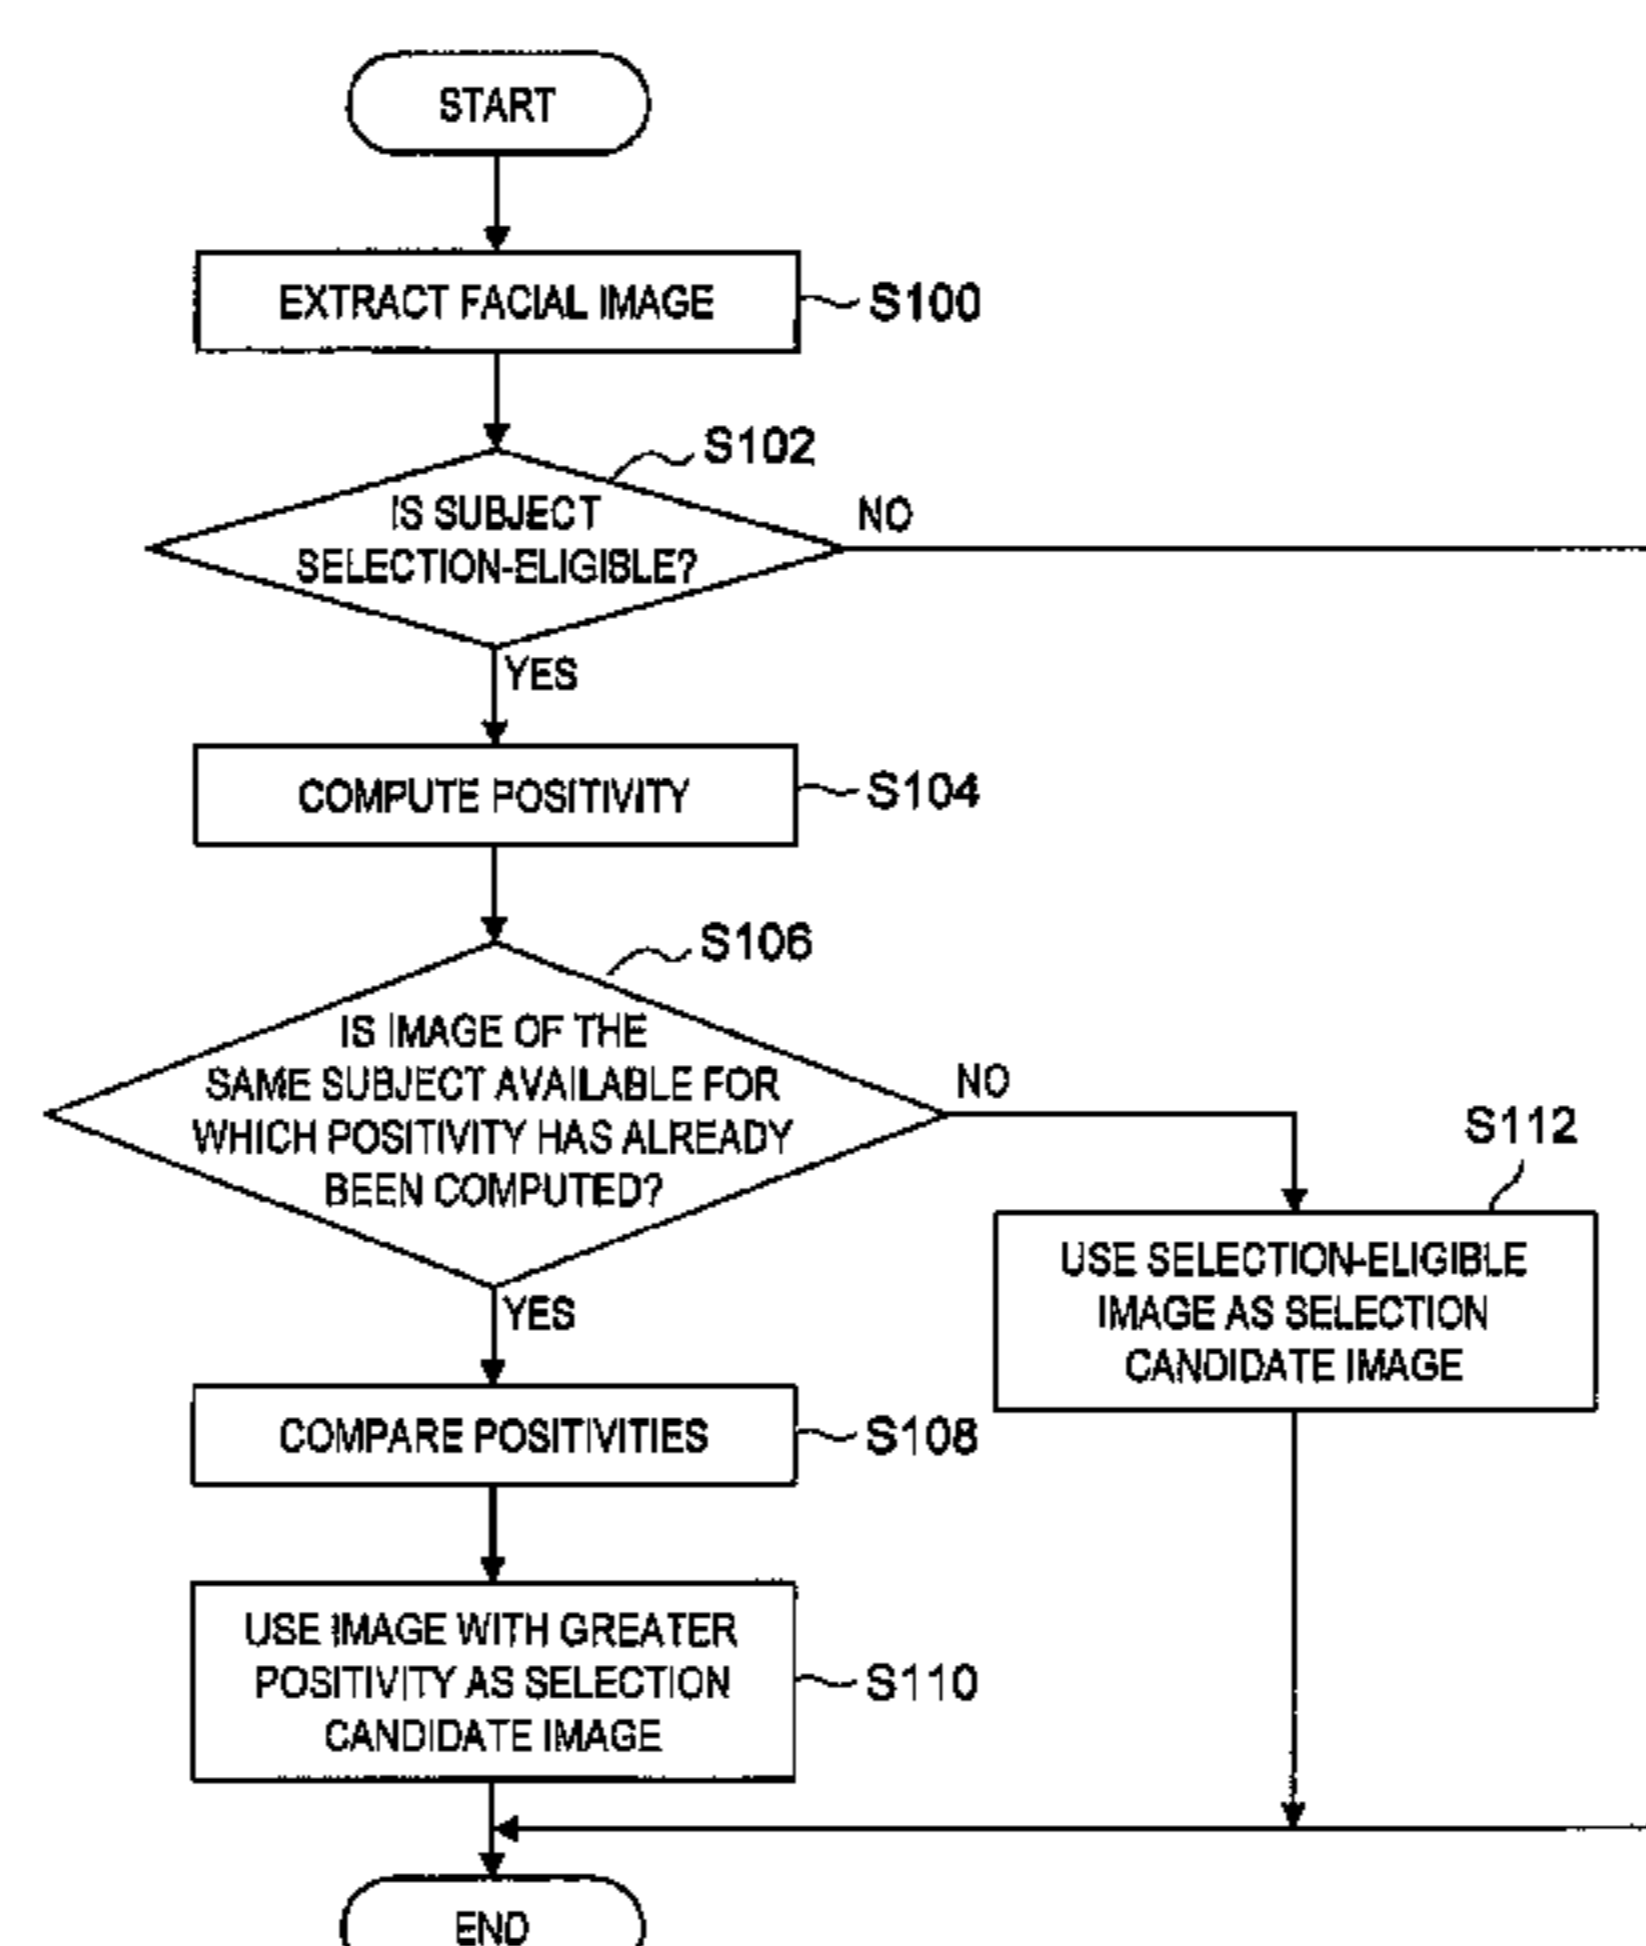 START
EXTRACT FACIAL IMAGE
S100
S102
IS SUBJECT
SELECTION-ELIGIBLE?
NO
YES
COMPUTE POSITIVITY
S104
S106
IS IMAGE OF THE
SAME SUBJECT AVAILABLE FOR
WHICH POSITIVITY HAS ALREADY
BEEN COMPUTED?
NO
YES
S112
USE SELECTION-ELIGIBLE
IMAGE AS SELECTION
CANDIDATE IMAGE
COMPARE POSITIVITIES
S108
USE IMAGE WITH GREATER
POSITIVITY AS SELECTION
CANDIDATE IMAGE
S110
END